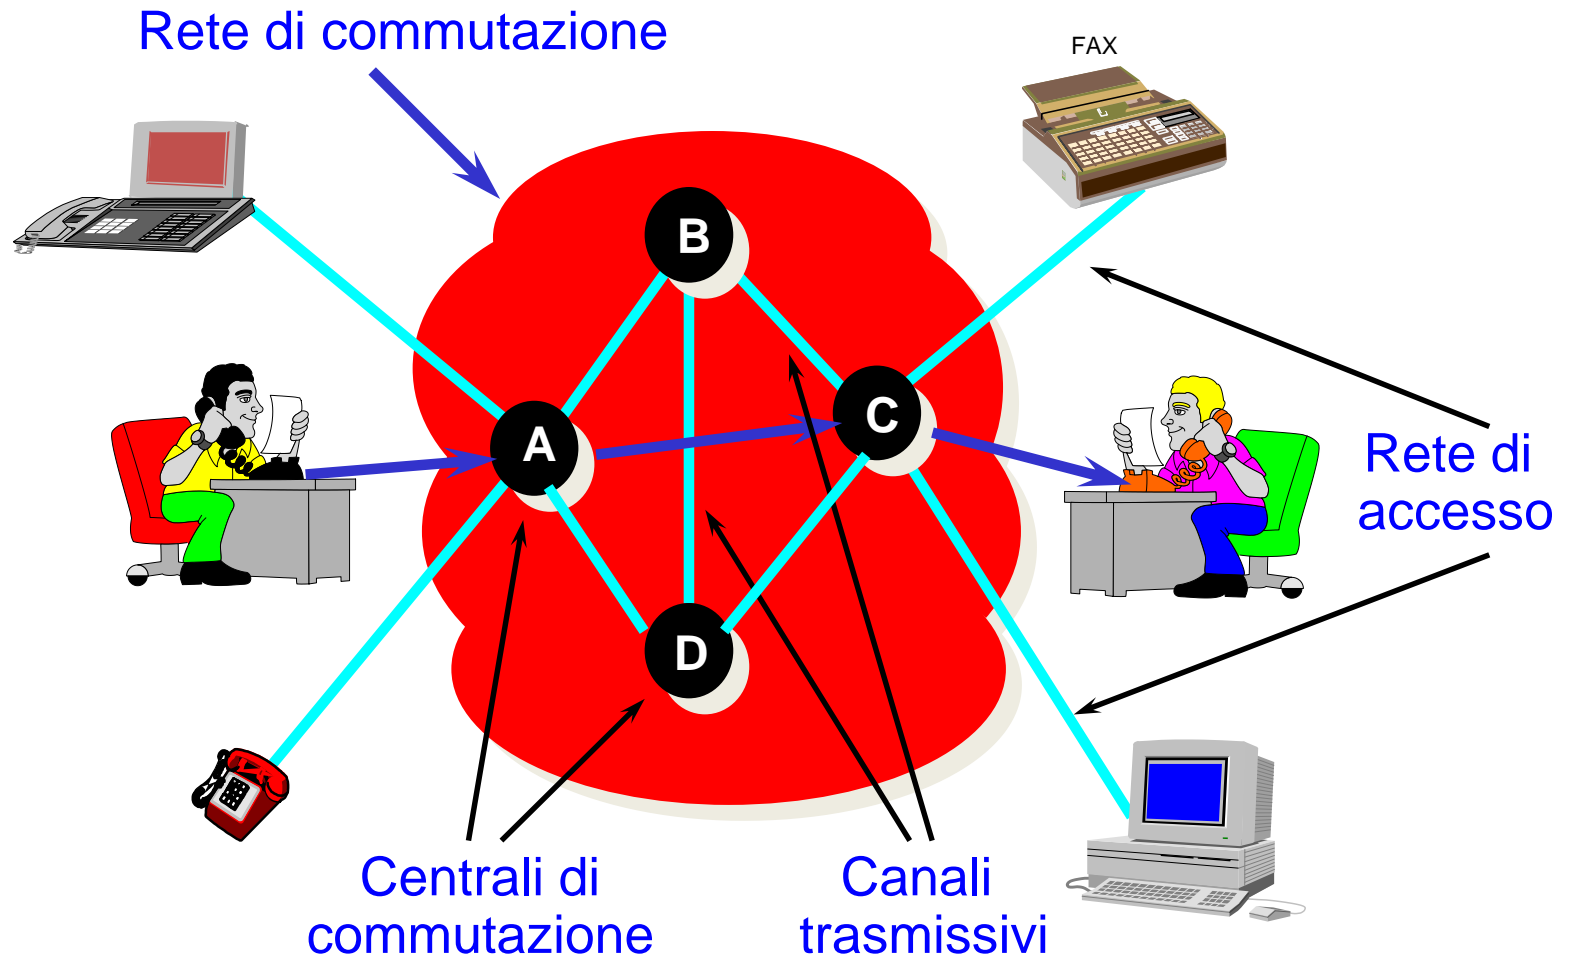 Rete di commutazione
FAX
B
A
C
D
Rete di
accesso
Centrali di
commutazione
Canali
trasmissivi